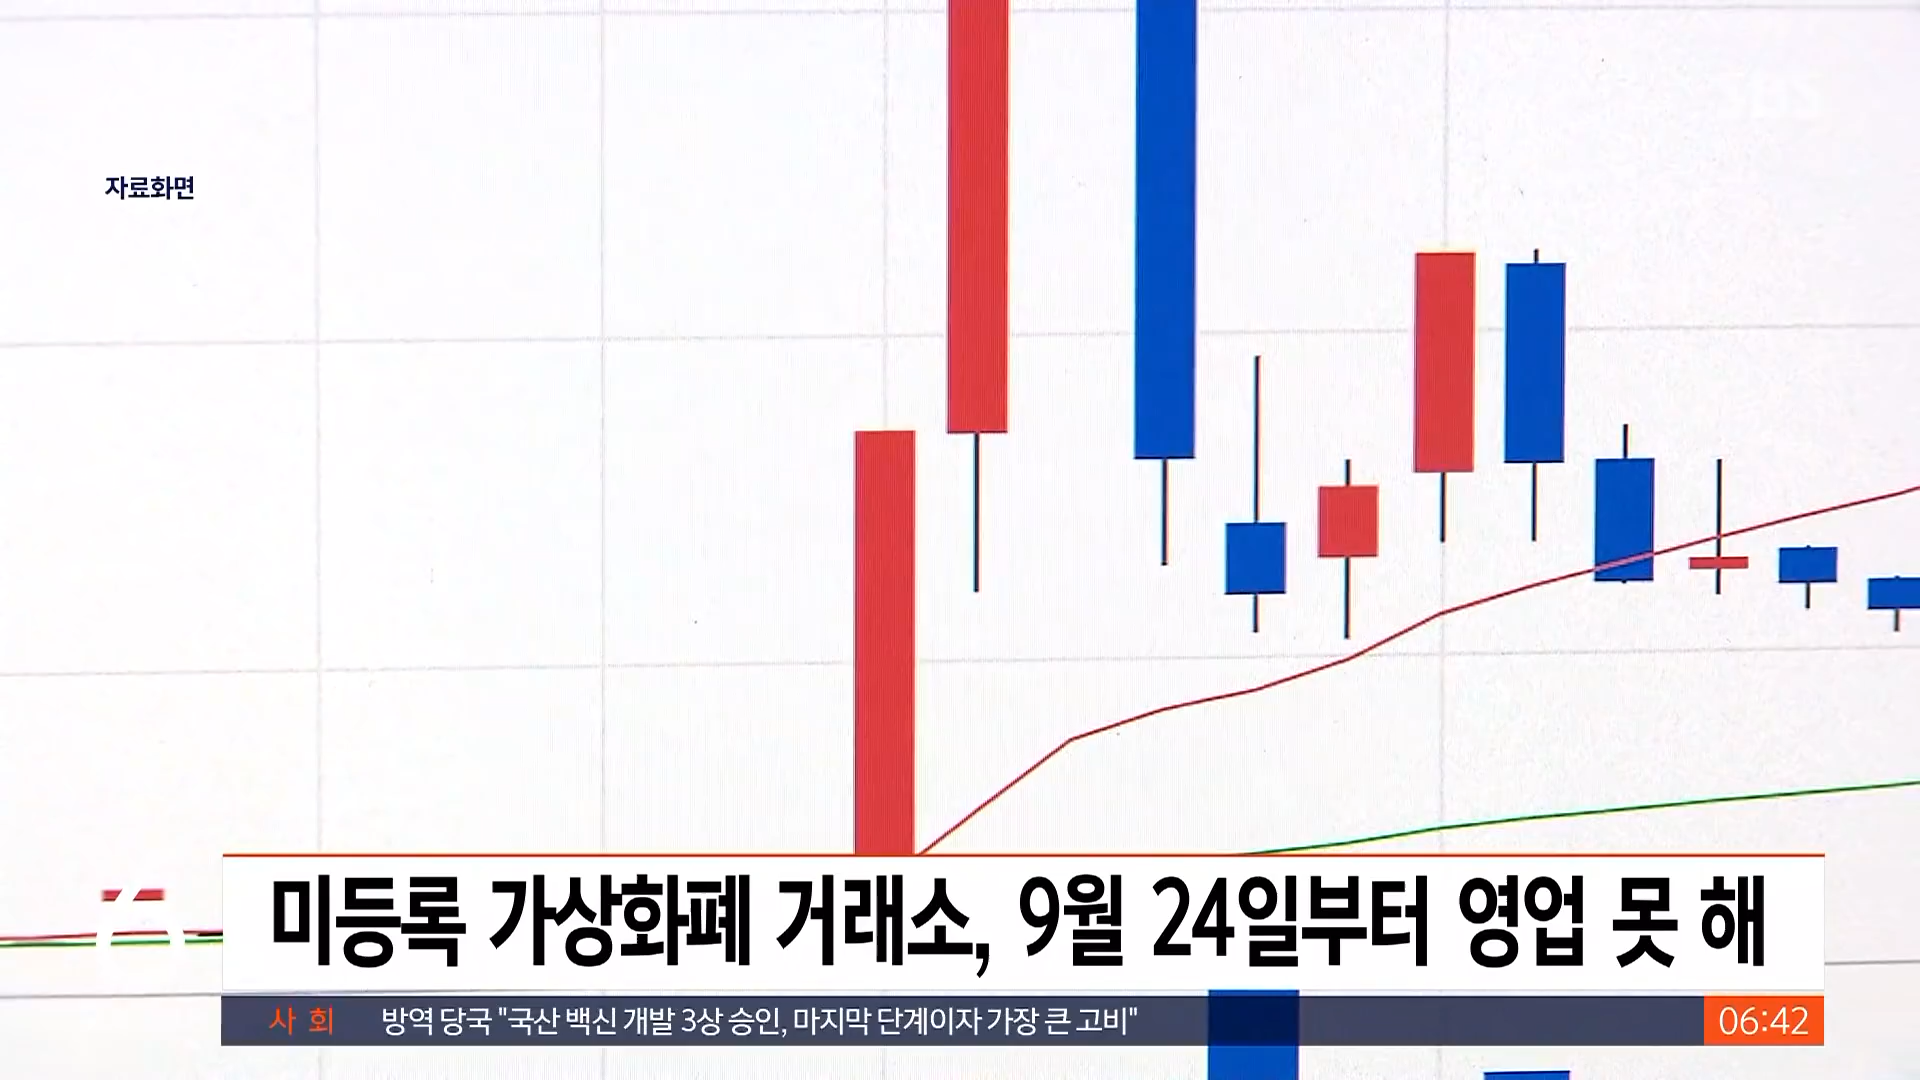 자료화면
미등록 가상화폐 거래소, 9월 24일부터 영업 못 해
사회 방역 당국 "국산 백신 개발 3상 승인, 마지막 단계이자 가장 큰 고비" 06:42